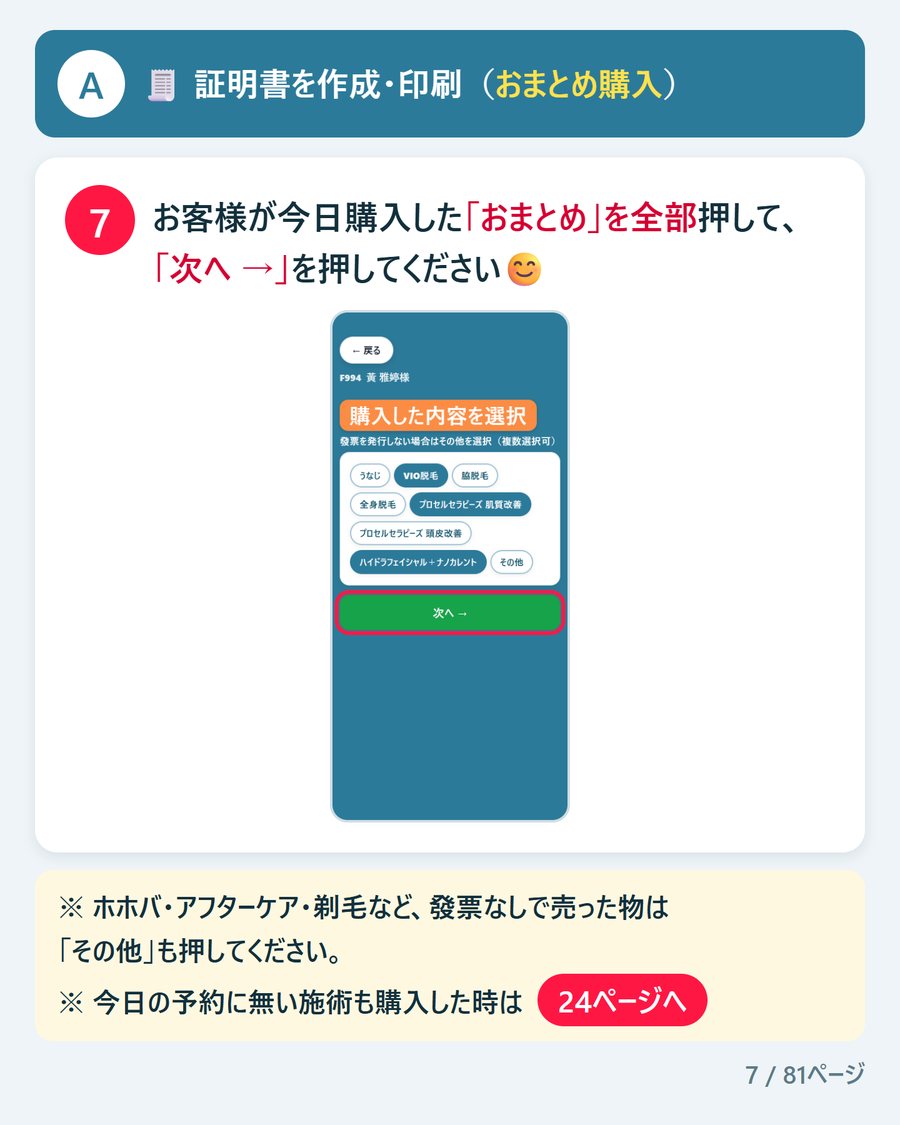 A 証明書を作成・印刷（おまとめ購入）
7 お客様が今日購入した「おまとめ」を全部押して、
「次へ →」を押してください😊
← 戻る
F994 黃 雅婷様
購入した内容を選択
發票を発行しない場合はその他を選択（複数選択可）
うなじ VIO脱毛 脇脱毛
全身脱毛 プロセルセラピーズ 肌質改善
プロセルセラピーズ 頭皮改善
ハイドラフェイシャル＋ナノカレント その他
次へ →
※ ホホバ・アフターケア・剃毛など、發票なしで売った物は
「その他」も押してください。
※ 今日の予約に無い施術も購入した時は 24ページへ
7 / 81ページ